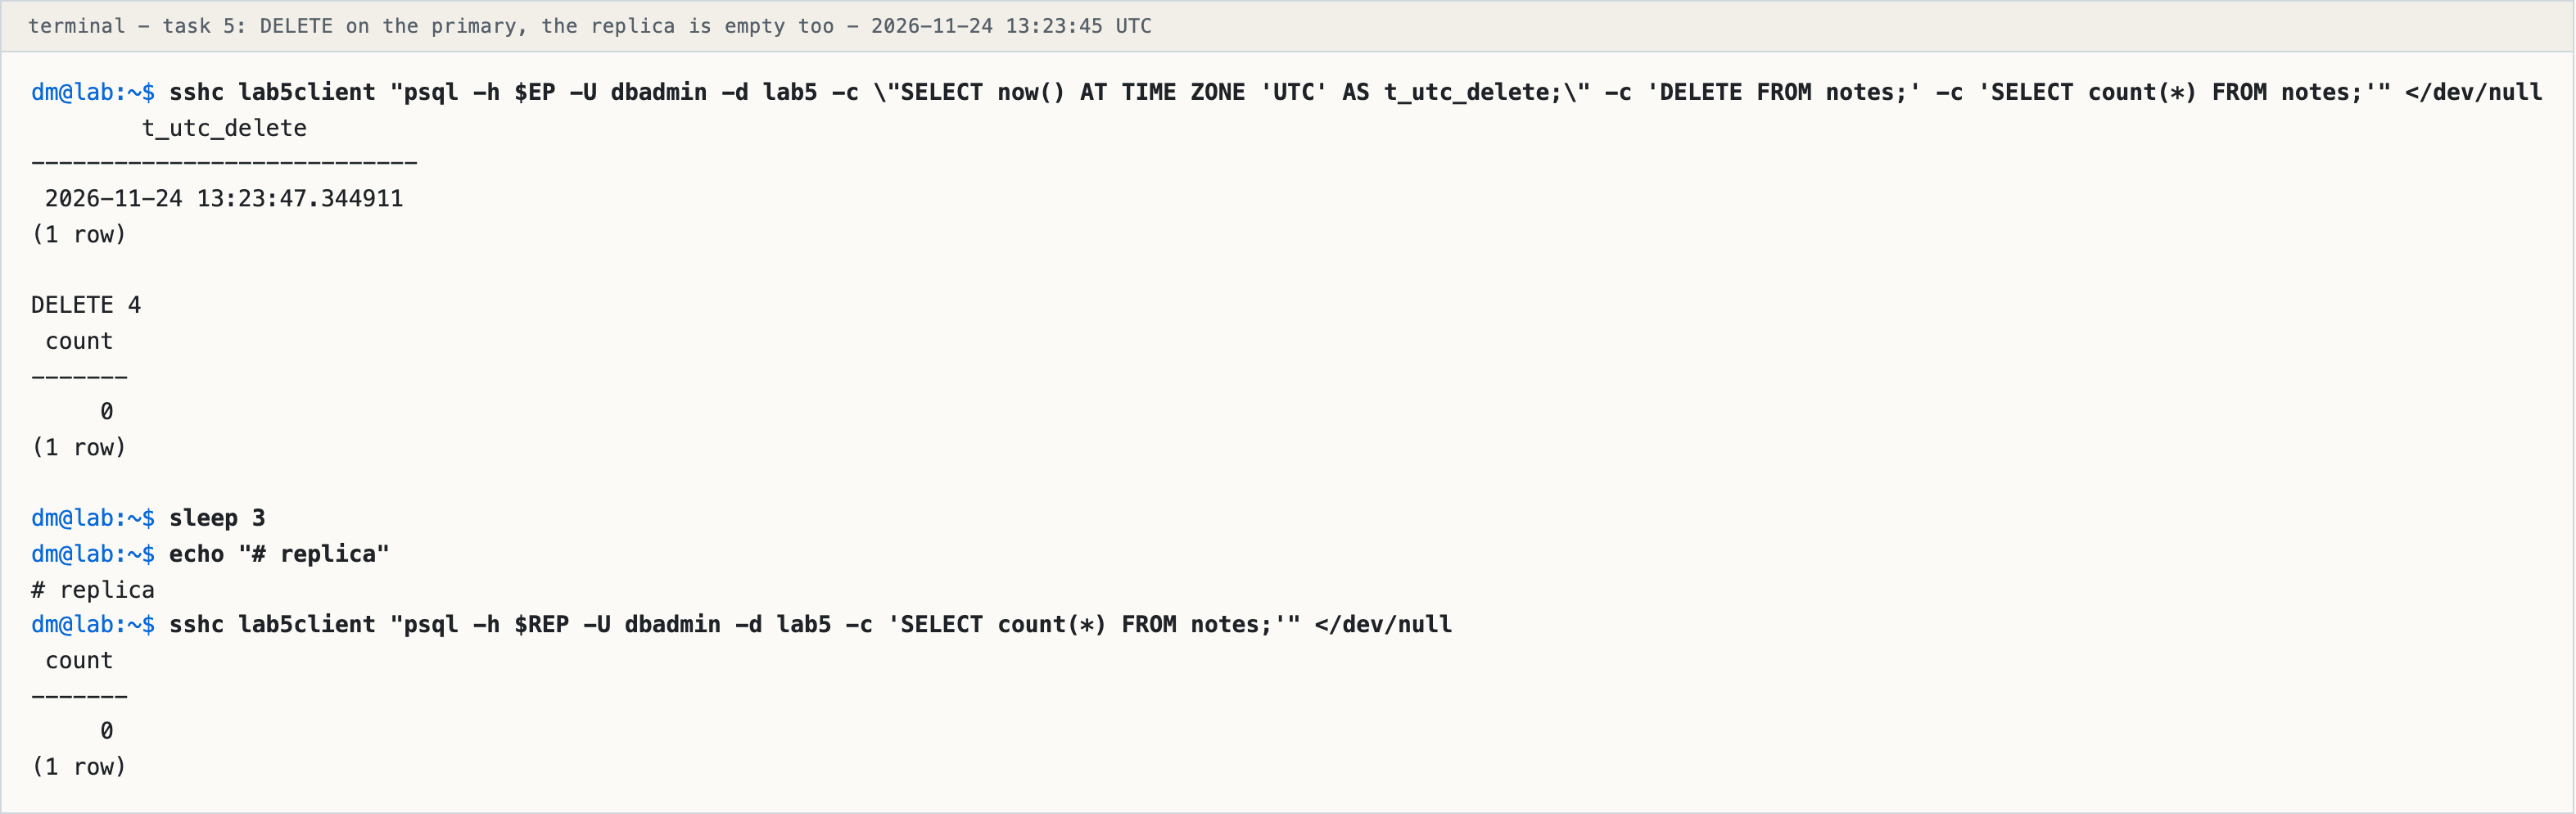 terminal – task 5: DELETE on the primary, the replica is empty too – 2026-11-24 13:23:45 UTC
dm@lab:~$ sshc lab5client "psql -h $EP -U dbadmin -d lab5 -c \"SELECT now() AT TIME ZONE 'UTC' AS t_utc_delete;\" -c 'DELETE FROM notes;' -c 'SELECT count(*) FROM notes;'" </dev/null
t_utc_delete
----------------------------
2026-11-24 13:23:47.344911
(1 row)
DELETE 4
count
-------
0
(1 row)
dm@lab:~$ sleep 3
dm@lab:~$ echo "# replica"
# replica
dm@lab:~$ sshc lab5client "psql -h $REP -U dbadmin -d lab5 -c 'SELECT count(*) FROM notes;'" </dev/null
count
-------
0
(1 row)